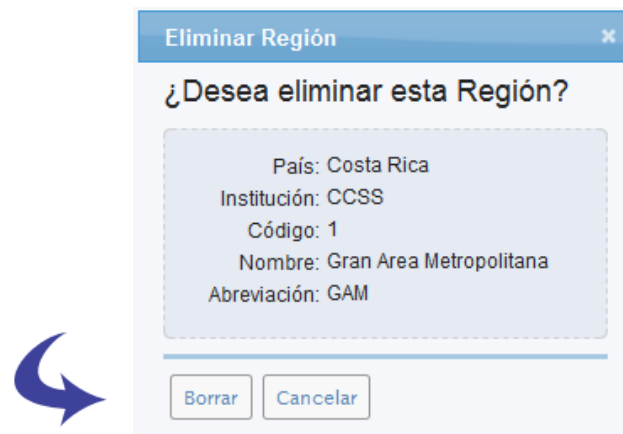 Eliminar Región
¿Desea eliminar esta Región?
País: Costa Rica
Institución: CCSS
Código: 1
Nombre: Gran Area Metropolitana
Abreviación: GAM
Borrar Cancelar